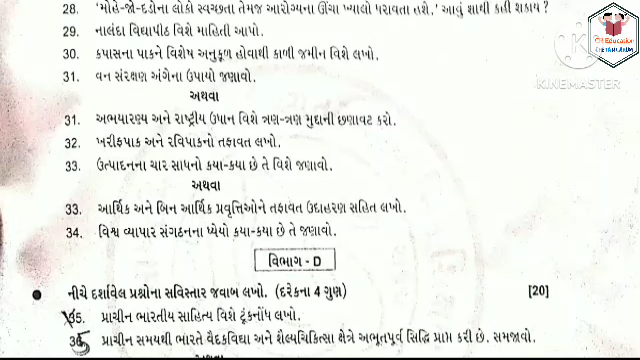 28. 'મોહે-જો-દડોના લોકો સ્વચ્છતા તેમજ આરોગ્યના ઊંચા ખ્યાલો ધરાવતા હશે.' આવું શાથી કહી શકાય ?
29. નાલંદા વિદ્યાપીઠ વિશે માહિતી આપો.
30. કપાસના પાકને વિશેષ અનુકૂળ હોવાથી કાળી જમીન વિશે લખો.
31. વન સંરક્ષણ અંગેના ઉપાયો જણાવો.
અથવા
31. અભયારણ્ય અને રાષ્ટ્રીય ઉદ્યાન વિશે ત્રણ-ત્રણ મુદ્દાની છણાવટ કરો.
32. ખરીફપાક અને રવિપાકનો તફાવત લખો.
33. ઉત્પાદનના ચાર સાધનો કયા-કયા છે તે વિશે જણાવો.
અથવા
33. આર્થિક અને બિન આર્થિક પ્રવૃત્તિઓને તફાવત ઉદાહરણ સહિત લખો.
34. વિશ્વ વ્યાપાર સંગઠનના ધ્યેયો કયા-કયા છે તે જણાવો.
વિભાગ - D
નીચે દર્શાવેલ પ્રશ્નોના સવિસ્તાર જવાબ લખો. (દરેકના 4 ગુણ) [20]
35. પ્રાચીન ભારતીય સાહિત્ય વિશે ટૂંકનોંધ લખો.
36. પ્રાચીન સમયથી ભારતે વૈદકવિદ્યા અને શૈલ્યચિકિત્સા ક્ષેત્રે અભૂતપૂર્વ સિદ્ધિ પ્રાપ્ત કરી છે. સમજાવો.
KINEMASTER